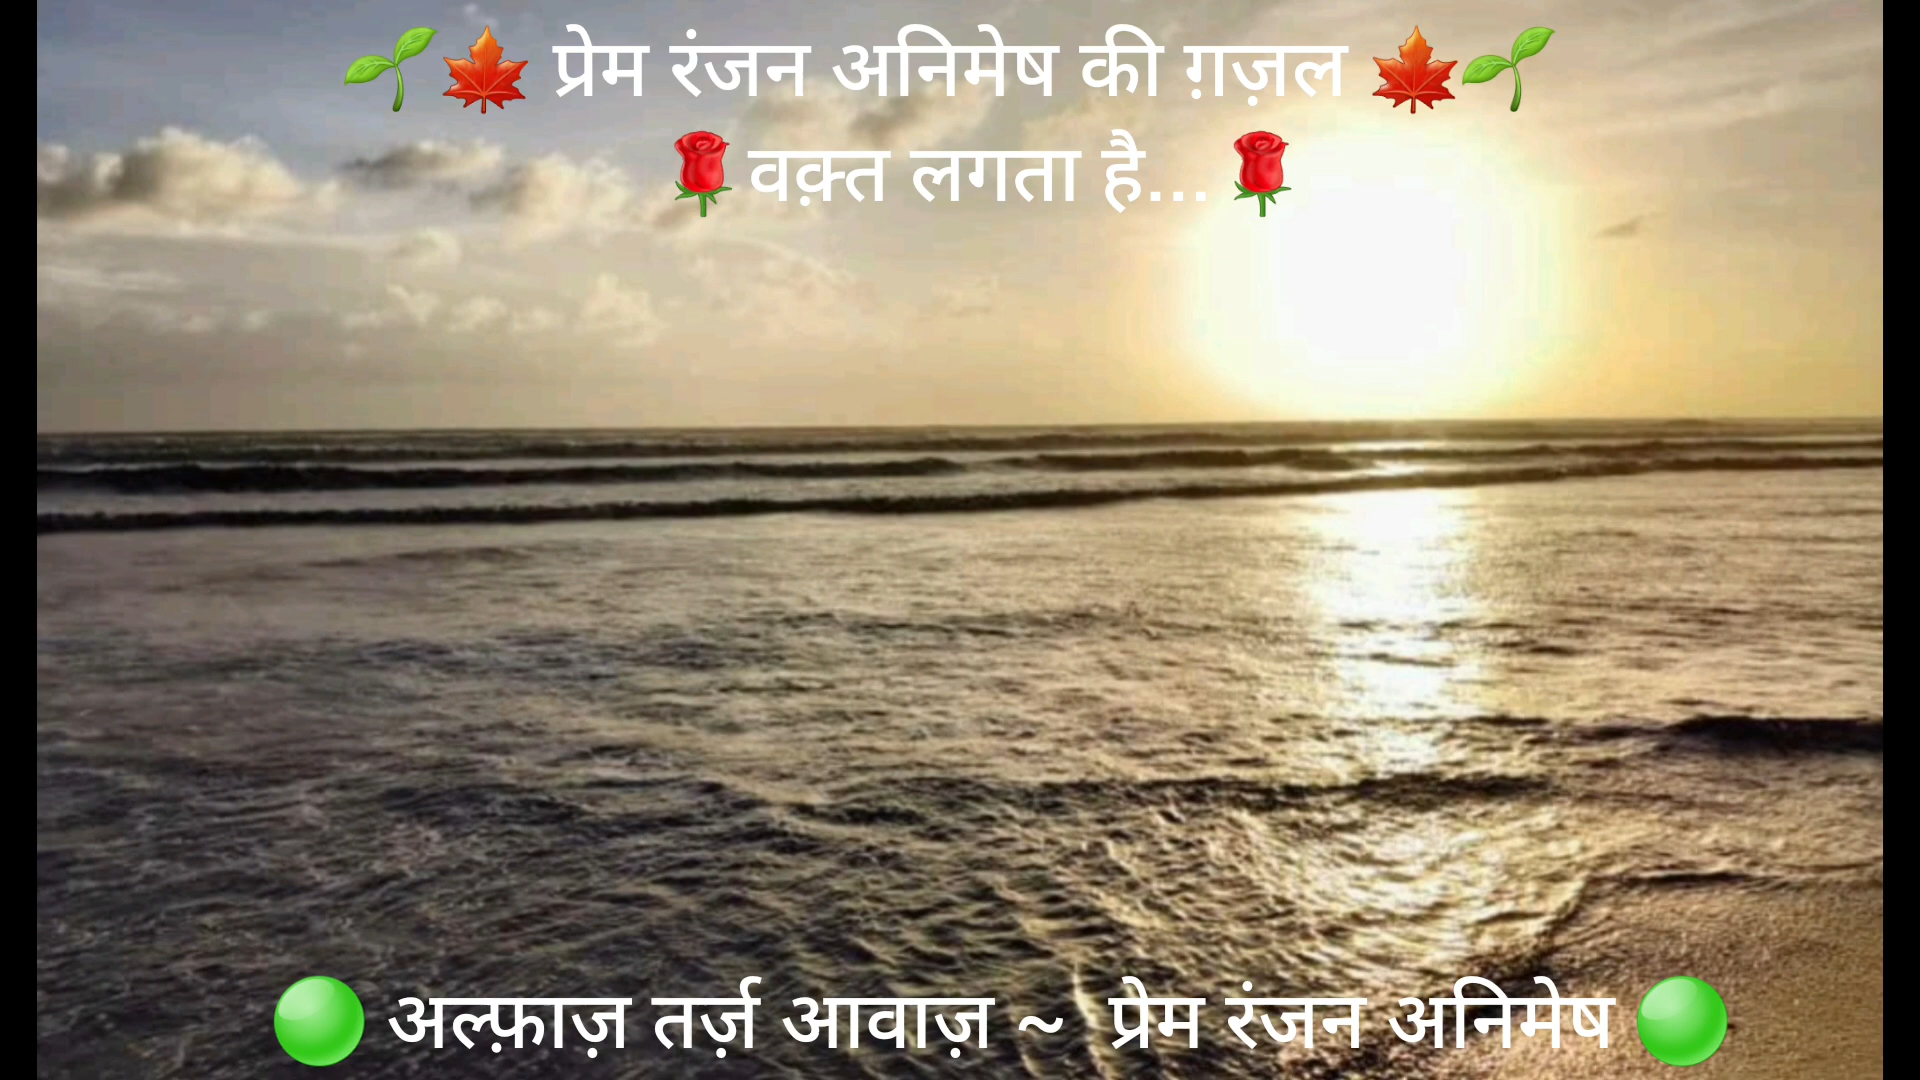 🌱🍁 प्रेम रंजन अनिमेष की ग़ज़ल 🍁🌱
🌹वक़्त लगता है...🌹
🟢 अल्फ़ाज़ तर्ज़ आवाज़ ~ प्रेम रंजन अनिमेष 🟢